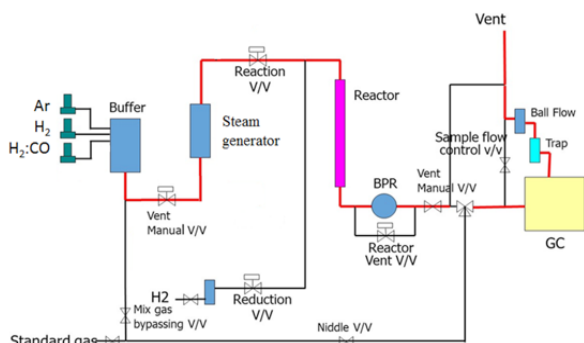 Vent
Reaction
V/V
Ar
Buffer
H₂
H₂:CO
Steam
generator
Reactor
Ball Flow
Trap
Sample flow
control v/v
BPR
Vent
Manual V/V
Vent
Manual V/V
Reactor
Vent V/V
GC
H2
Reduction
V/V
Mix gas
bypassing V/V
Niddle V/V
Standard gas